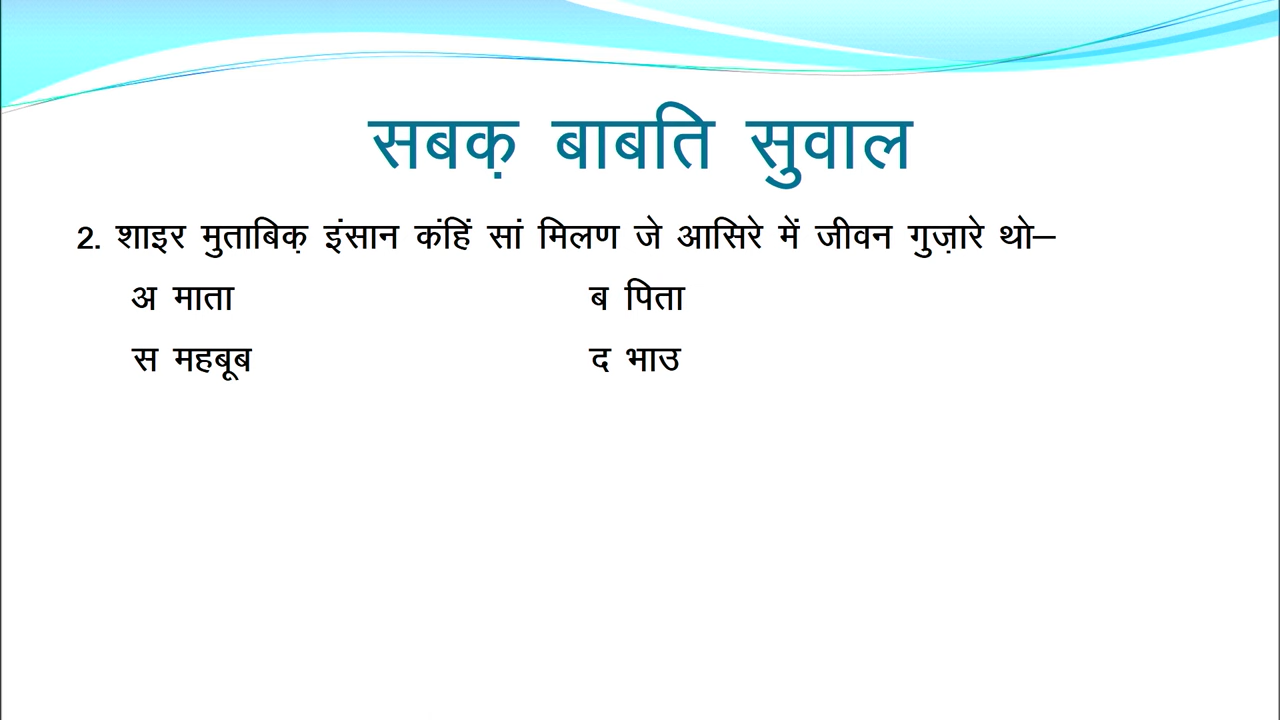 सबक़ बाबति सुवाल
2. शाइर मुताबिक़ इंसान कंहिं सां मिलण जे आसिरे में जीवन गुज़ारे थो—
अ माता ब पिता
स महबूब द भाउ